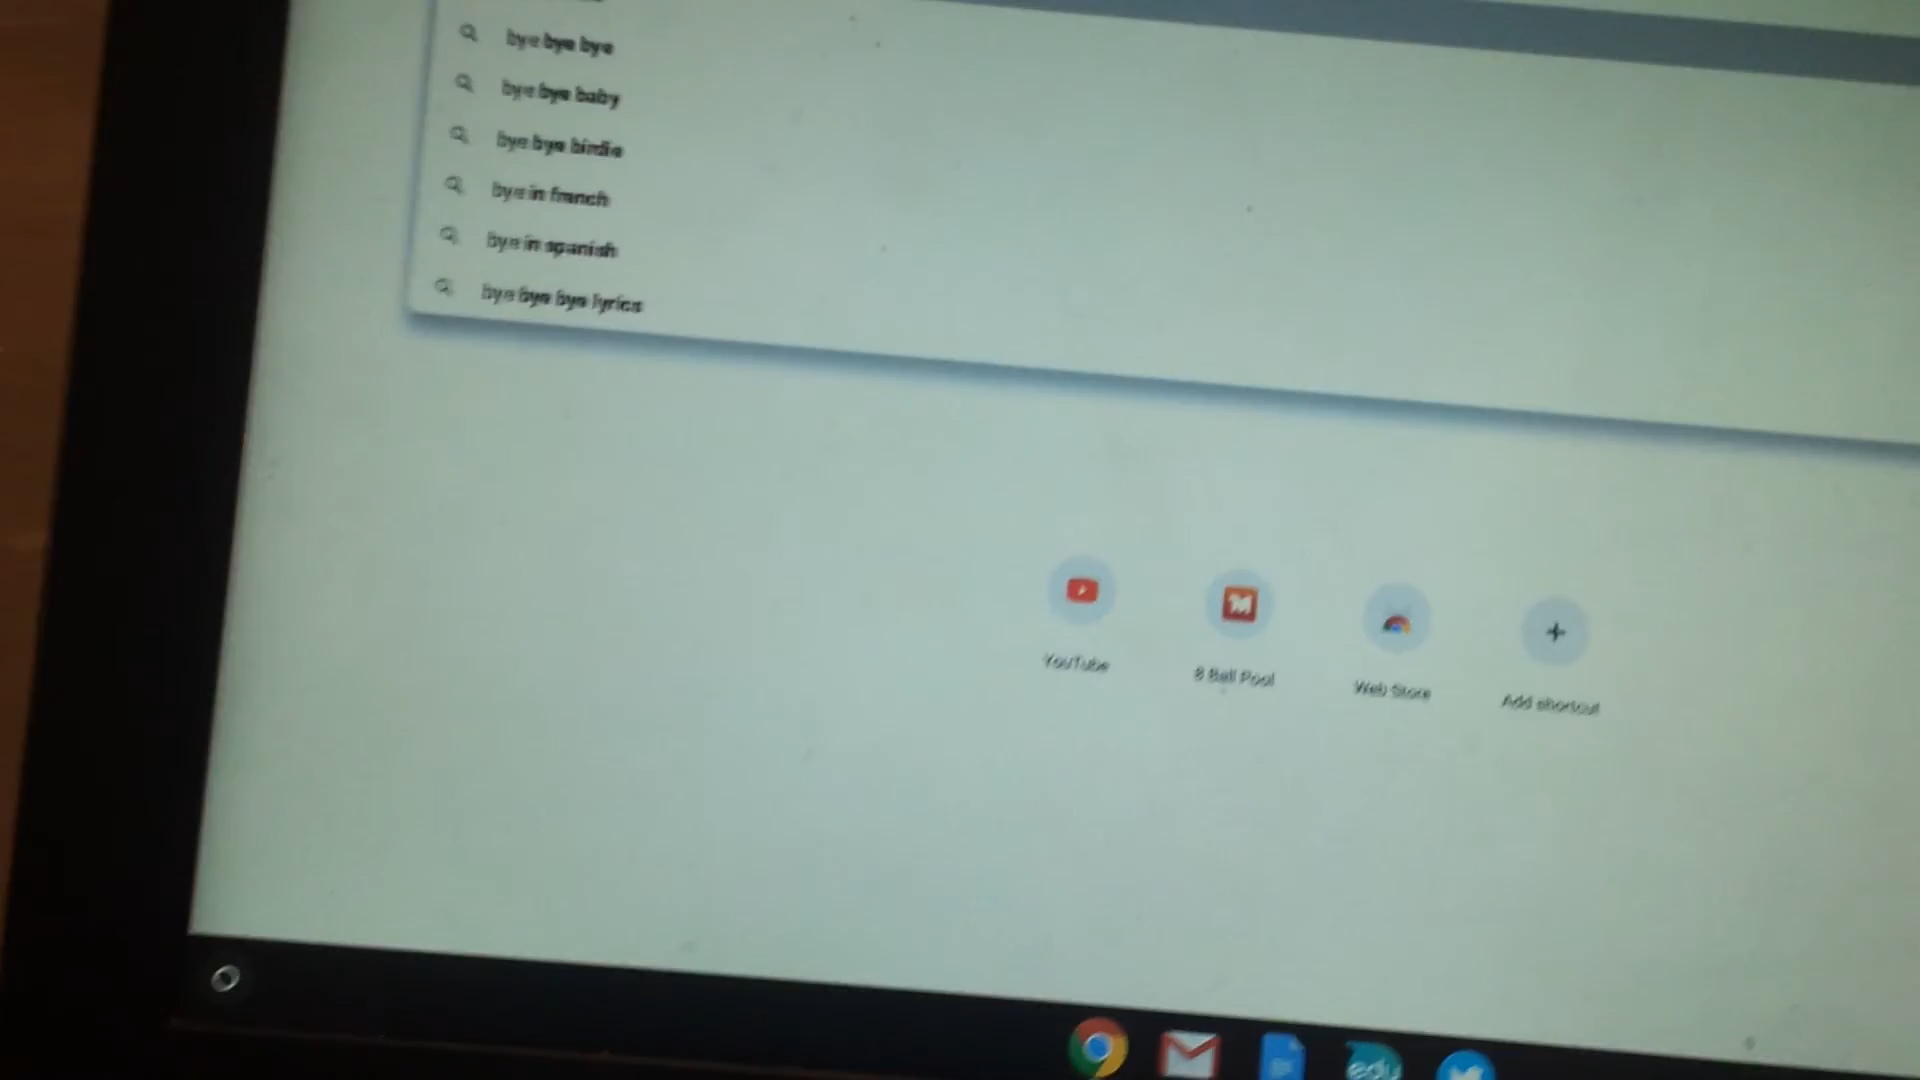 bye bye bye
bye bye baby
bye bye birdie
bye in french
bye in spanish
bye bye bye lyrics
YouTube
8 Ball Pool
Web Store
Add shortcut
edu